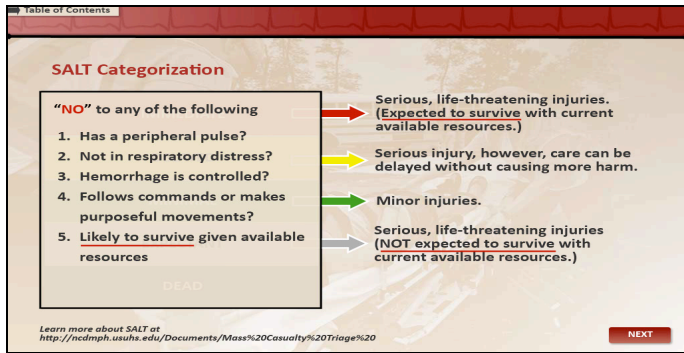 Table of Contents
SALT Categorization
"NO" to any of the following
1. Has a peripheral pulse?
2. Not in respiratory distress?
3. Hemorrhage is controlled?
4. Follows commands or makes
purposeful movements?
5. Likely to survive given available
resources
DEAD
Serious, life-threatening injuries.
(Expected to survive with current
available resources.)
Serious injury, however, care can be
delayed without causing more harm.
Minor injuries.
Serious, life-threatening injuries
(NOT expected to survive with
current available resources.)
Learn more about SALT at
http://ncdmph.usuhs.edu/Documents/Mass%20Casualty%20Triage%20
NEXT